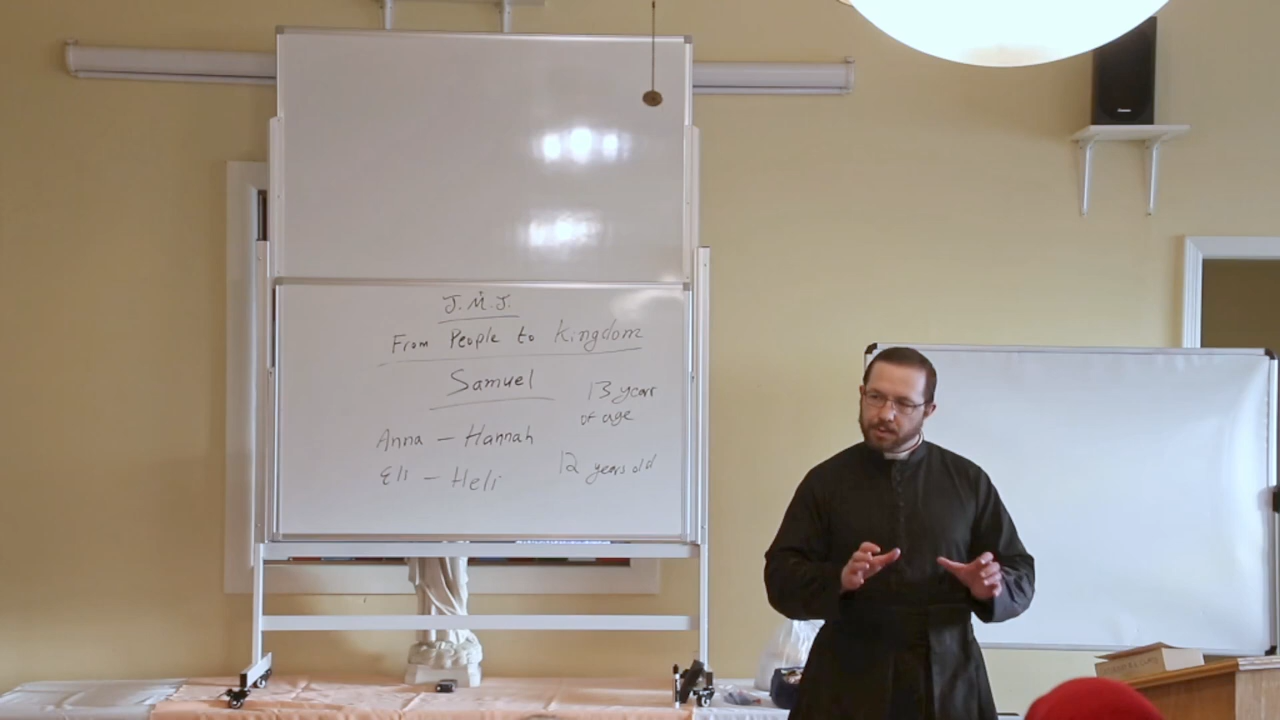 J.M.J.
From People to Kingdom
Samuel
13 years
of age
Anna – Hannah
Eli – Heli
12 years old